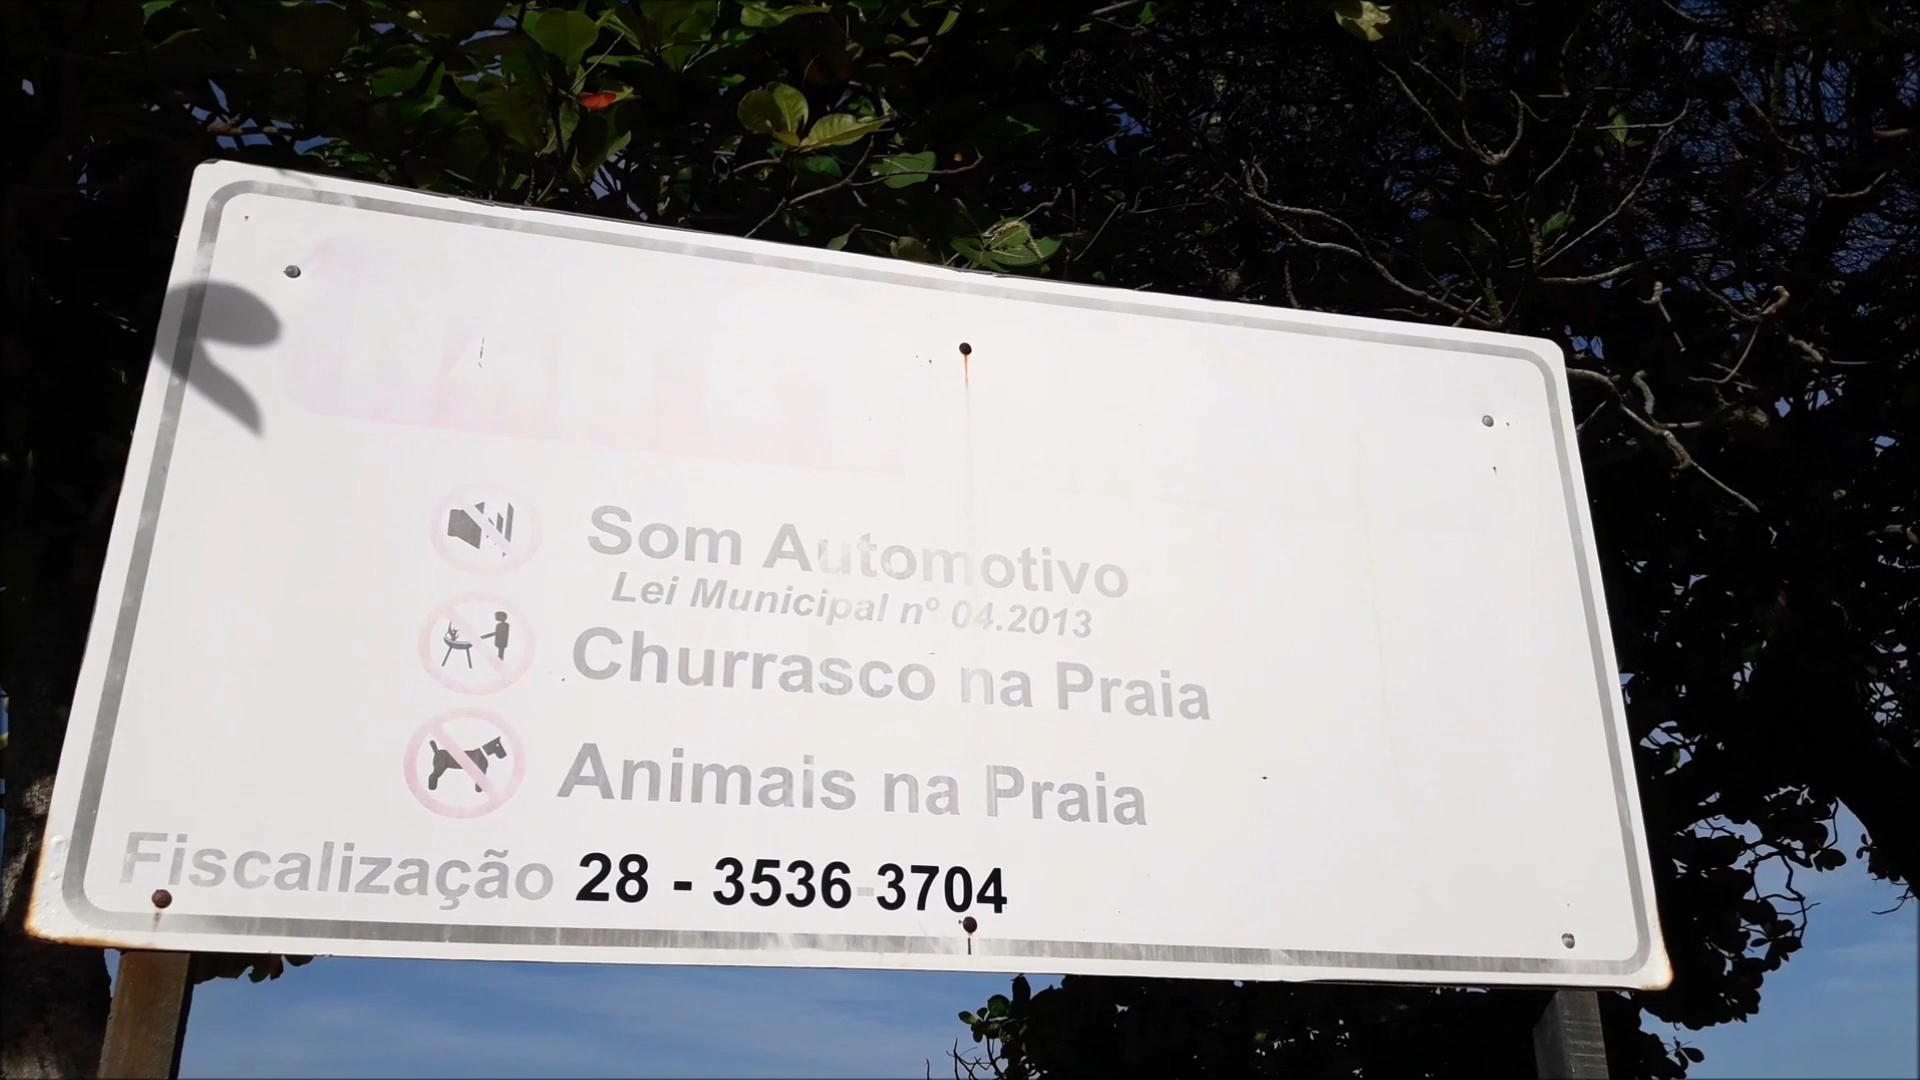 Som Automotivo
Lei Municipal nº 04.2013
Churrasco na Praia
Animais na Praia
Fiscalização 28 - 3536-3704